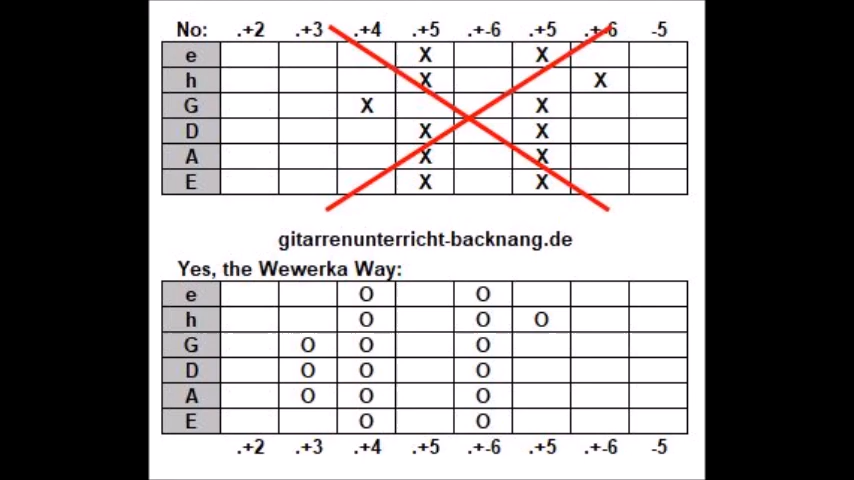 No: .+2 .+3 .+4 .+5 .+-6 .+5 .+-6 -5
e X X
h X X
G X X
D X X
A X X
E X X
gitarrenunterricht-backnang.de
Yes, the Wewerka Way:
e O O
h O O O
G O O O
D O O O
A O O O
E O O
.+2 .+3 .+4 .+5 .+-6 .+5 .+-6 -5